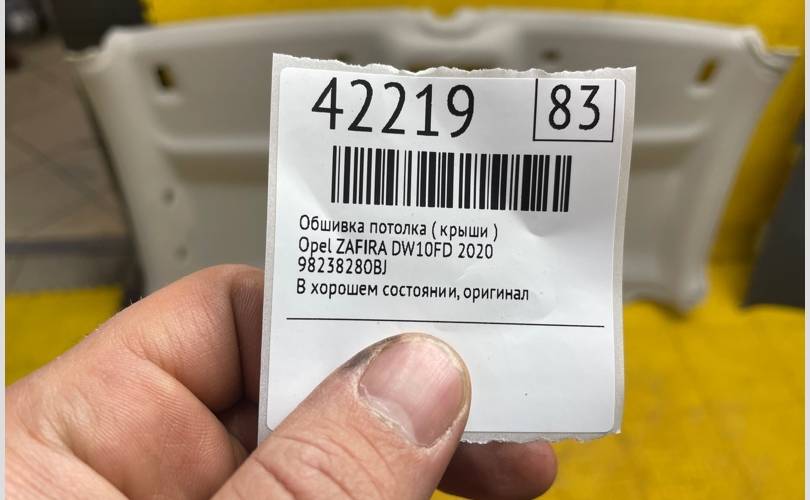 42219 83
Обшивка потолка ( крыши )
Opel ZAFIRA DW10FD 2020
98238280BJ
В хорошем состоянии, оригинал